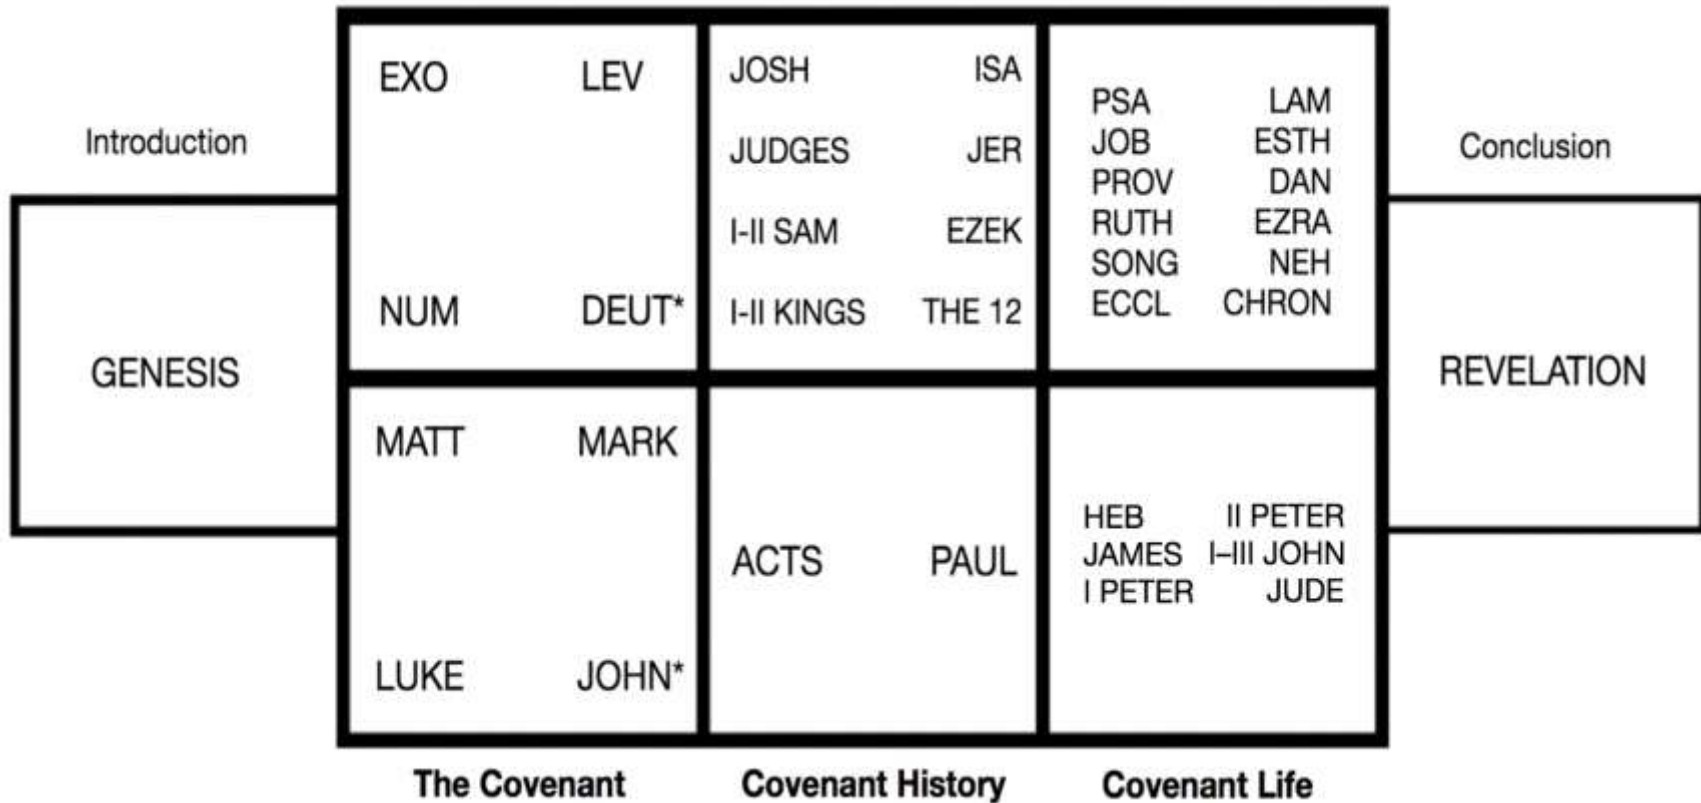 Introduction
GENESIS
EXO LEV
NUM DEUT*
JOSH ISA
JUDGES JER
I-II SAM EZEK
I-II KINGS THE 12
PSA LAM
JOB ESTH
PROV DAN
RUTH EZRA
SONG NEH
ECCL CHRON
MATT MARK
LUKE JOHN*
ACTS PAUL
HEB II PETER
JAMES I–III JOHN
I PETER JUDE
Conclusion
REVELATION
The Covenant
Covenant History
Covenant Life